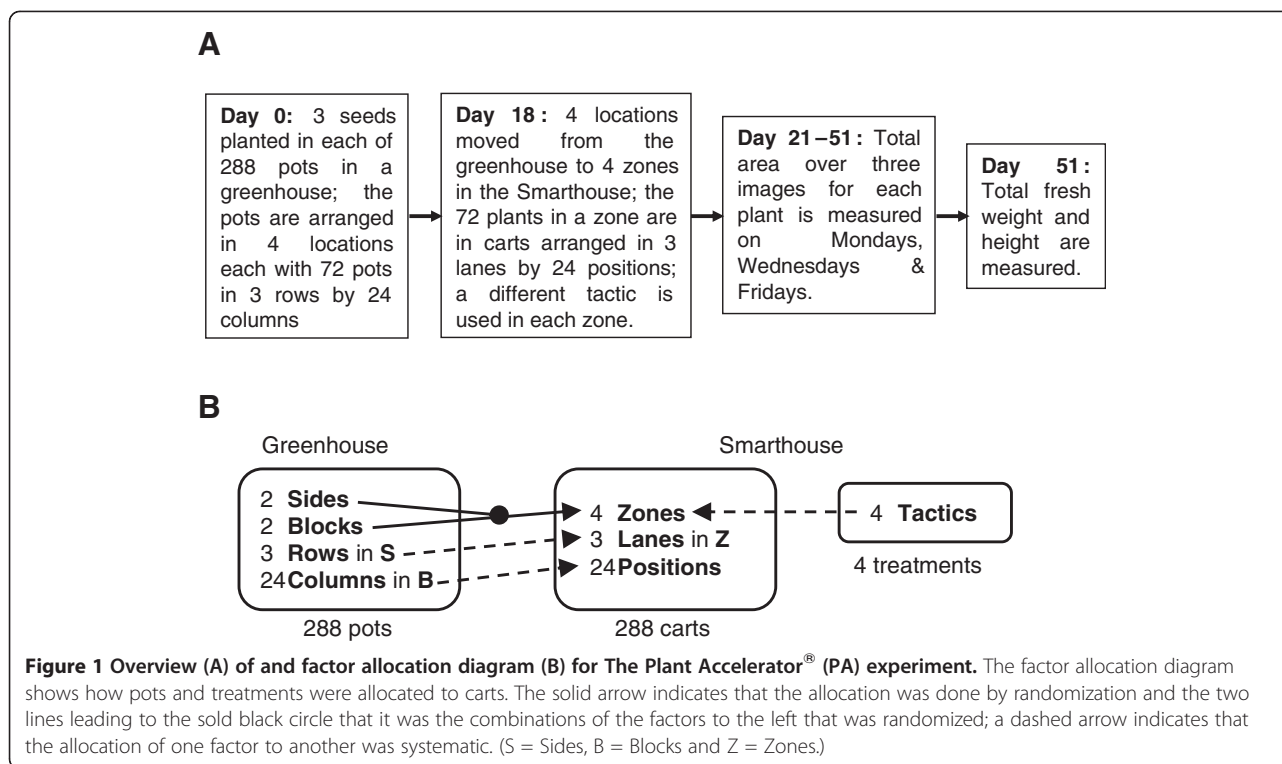 A
Day 0: 3 seeds
planted in each of
288 pots in a
greenhouse; the
pots are arranged
in 4 locations
each with 72 pots
in 3 rows by 24
columns
Day 18 : 4 locations
moved from the
greenhouse to 4 zones
in the Smarthouse; the
72 plants in a zone are
in carts arranged in 3
lanes by 24 positions;
a different tactic is
used in each zone.
Day 21–51 : Total
area over three
images for each
plant is measured
on Mondays,
Wednesdays &
Fridays.
Day 51 :
Total fresh
weight and
height are
measured.
B
Greenhouse
2 Sides
2 Blocks
3 Rows in S
24 Columns in B
288 pots
Smarthouse
4 Zones
3 Lanes in Z
24 Positions
288 carts
4 Tactics
4 treatments
Figure 1 Overview (A) of and factor allocation diagram (B) for The Plant Accelerator® (PA) experiment. The factor allocation diagram
shows how pots and treatments were allocated to carts. The solid arrow indicates that the allocation was done by randomization and the two
lines leading to the sold black circle that it was the combinations of the factors to the left that was randomized; a dashed arrow indicates that
the allocation of one factor to another was systematic. (S = Sides, B = Blocks and Z = Zones.)